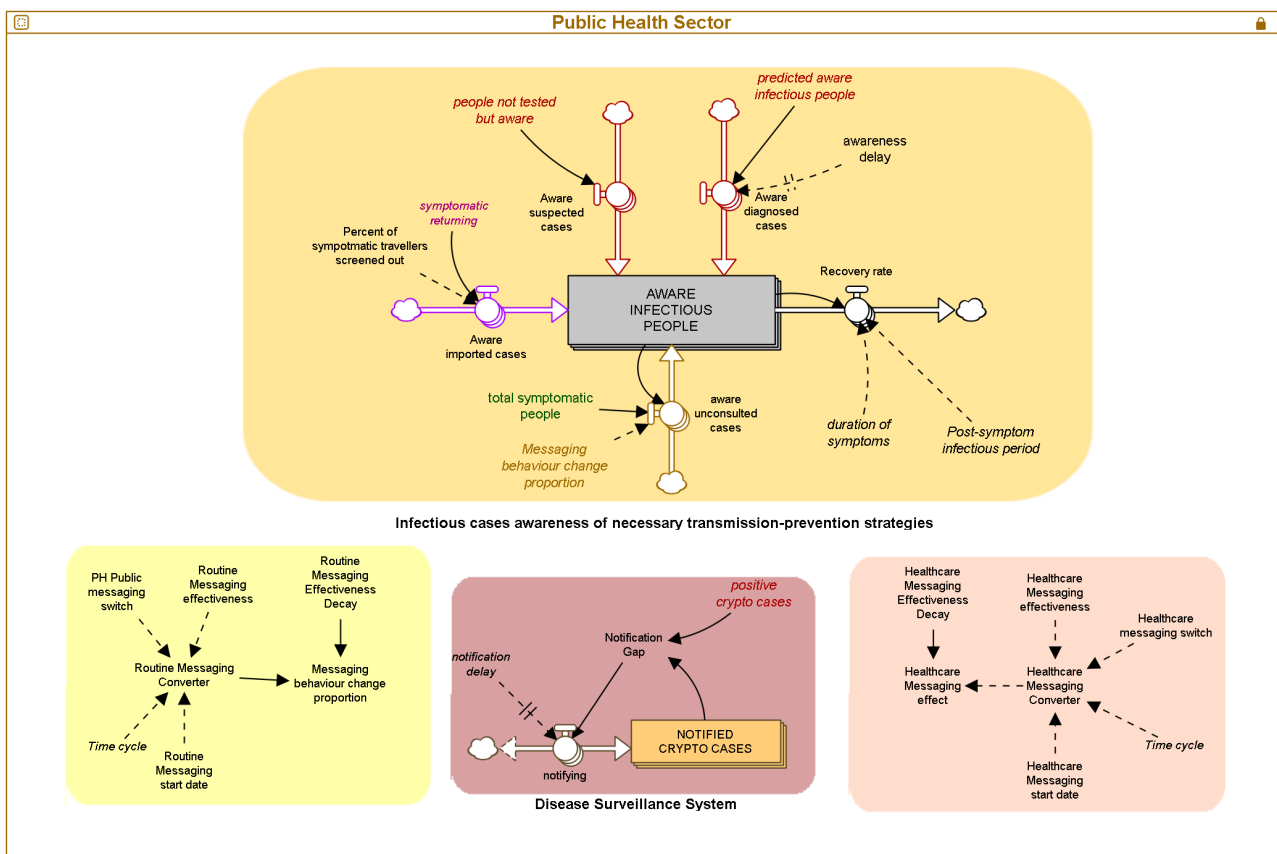 Public Health Sector
people not tested
but aware
predicted aware
infectious people
awareness
delay
symptomatic
returning
Aware
suspected
cases
Aware
diagnosed
cases
Percent of
sympotmatic travellers
screened out
Recovery rate
AWARE
INFECTIOUS
PEOPLE
Aware
imported cases
total symptomatic
people
aware
unconsulted
cases
Messaging
behaviour change
proportion
duration of
symptoms
Post-symptom
infectious period
Infectious cases awareness of necessary transmission-prevention strategies
PH Public
messaging
switch
Routine
Messaging
effectiveness
Routine
Messaging
Effectiveness
Decay
Routine Messaging
Converter
Messaging
behaviour change
proportion
Time cycle
Routine
Messaging
start date
positive
crypto cases
Notification
Gap
notification
delay
NOTIFIED
CRYPTO CASES
notifying
Disease Surveillance System
Healthcare
Messaging
Effectiveness
Decay
Healthcare
Messaging
effectiveness
Healthcare
messaging switch
Healthcare
Messaging
effect
Healthcare
Messaging
Converter
Time cycle
Healthcare
Messaging
start date